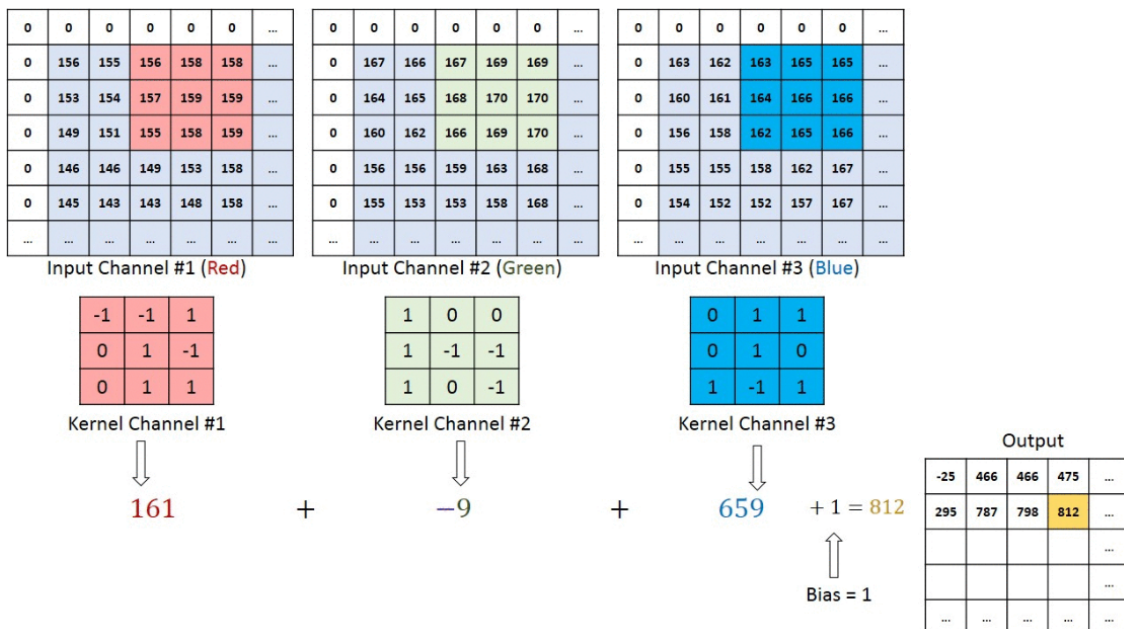 0 0 0 0 0 0 ...
0 156 155 156 158 158 ...
0 153 154 157 159 159 ...
0 149 151 155 158 159 ...
0 146 146 149 153 158 ...
0 145 143 143 148 158 ...
... ... ... ... ... ... ...
Input Channel #1 (Red)
0 0 0 0 0 0 ...
0 167 166 167 169 169 ...
0 164 165 168 170 170 ...
0 160 162 166 169 170 ...
0 156 156 159 163 168 ...
0 155 153 153 158 168 ...
... ... ... ... ... ... ...
Input Channel #2 (Green)
0 0 0 0 0 0 ...
0 163 162 163 165 165 ...
0 160 161 164 166 166 ...
0 156 158 162 165 166 ...
0 155 155 158 162 167 ...
0 154 152 152 157 167 ...
... ... ... ... ... ... ...
Input Channel #3 (Blue)
-1 -1 1
0 1 -1
0 1 1
Kernel Channel #1
1 0 0
1 -1 -1
1 0 -1
Kernel Channel #2
0 1 1
0 1 0
1 -1 1
Kernel Channel #3
161 + −9 + 659 + 1 = 812
Bias = 1
Output
-25 466 466 475 ...
295 787 798 812 ...
...
...
... ... ... ... ...